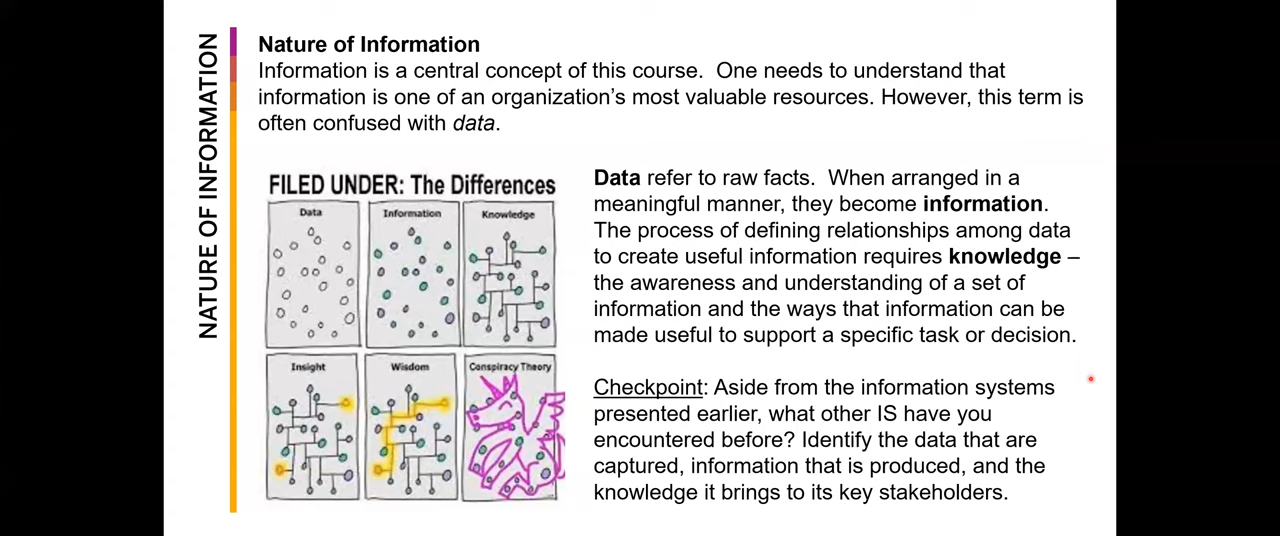 NATURE OF INFORMATION
Nature of Information
Information is a central concept of this course.  One needs to understand that
information is one of an organization's most valuable resources. However, this term is
often confused with data.
FILED UNDER: The Differences
Data
Information
Knowledge
Insight
Wisdom
Conspiracy Theory
Data refer to raw facts.  When arranged in a
meaningful manner, they become information.
The process of defining relationships among data
to create useful information requires knowledge –
the awareness and understanding of a set of
information and the ways that information can be
made useful to support a specific task or decision.
Checkpoint: Aside from the information systems
presented earlier, what other IS have you
encountered before? Identify the data that are
captured, information that is produced, and the
knowledge it brings to its key stakeholders.